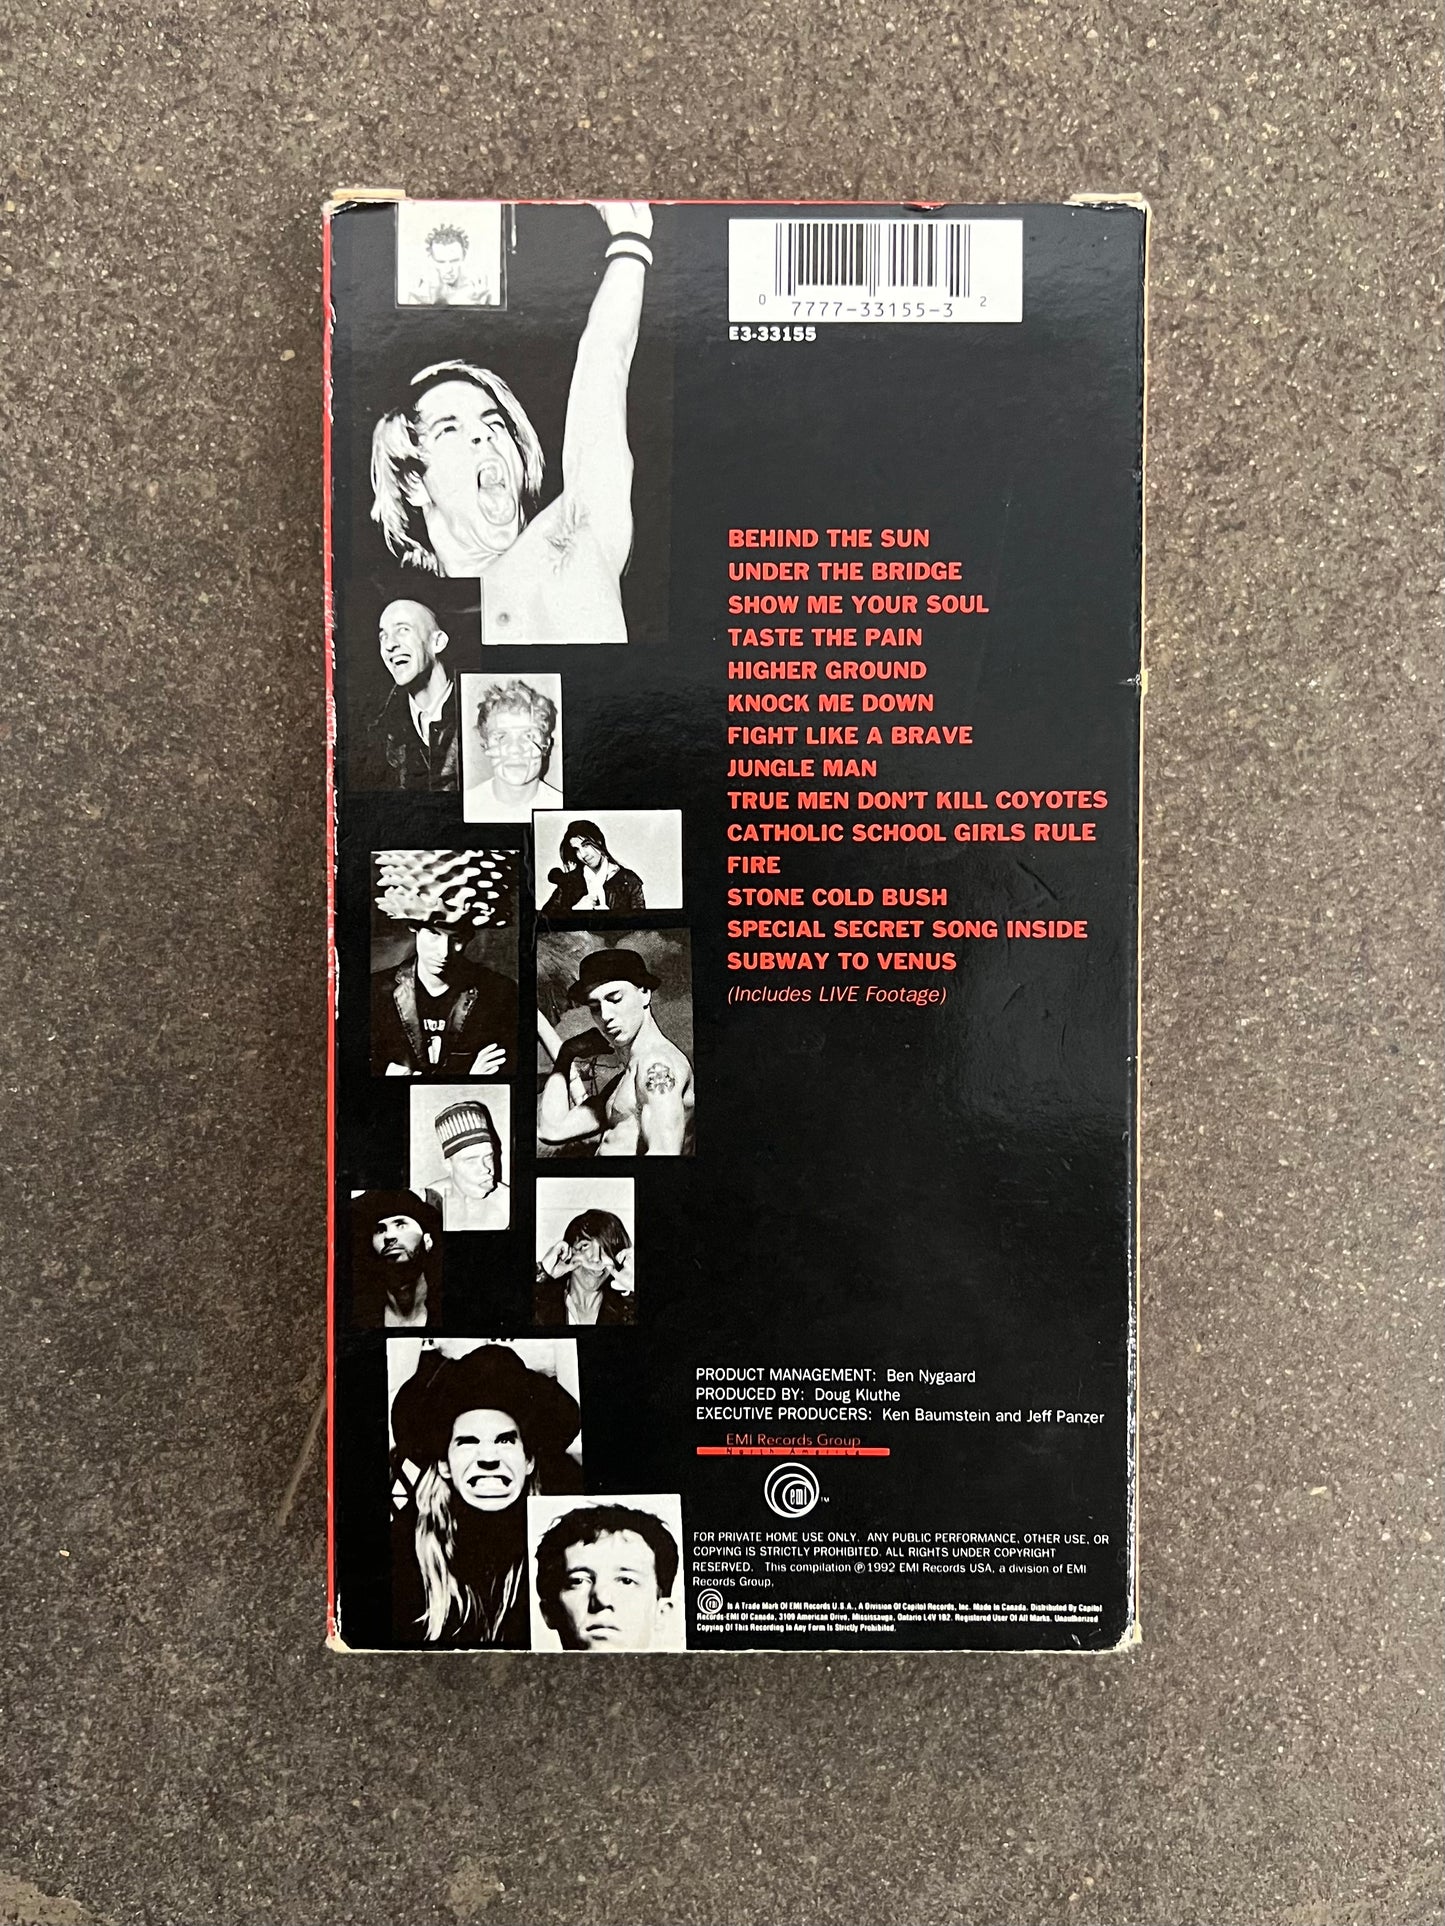 0 7777-33155-3 2
E3-33155
BEHIND THE SUN
UNDER THE BRIDGE
SHOW ME YOUR SOUL
TASTE THE PAIN
HIGHER GROUND
KNOCK ME DOWN
FIGHT LIKE A BRAVE
JUNGLE MAN
TRUE MEN DON'T KILL COYOTES
CATHOLIC SCHOOL GIRLS RULE
FIRE
STONE COLD BUSH
SPECIAL SECRET SONG INSIDE
SUBWAY TO VENUS
(Includes LIVE Footage)
PRODUCT MANAGEMENT: Ben Nygaard
PRODUCED BY: Doug Kluthe
EXECUTIVE PRODUCERS: Ken Baumstein and Jeff Panzer
EMI Records Group
North America
emi TM
FOR PRIVATE HOME USE ONLY. ANY PUBLIC PERFORMANCE, OTHER USE, OR
COPYING IS STRICTLY PROHIBITED. ALL RIGHTS UNDER COPYRIGHT
RESERVED. This compilation ℗ 1992 EMI Records USA, a division of EMI
Records Group,
emi Is A Trade Mark Of EMI Records U.S.A., A Division Of Capitol Records, Inc. Made In Canada. Distributed By Capitol
Records-EMI Of Canada, 3109 American Drive, Mississauga, Ontario L4V 1B2. Registered User Of All Marks. Unauthorized
Copying Of This Recording In Any Form Is Strictly Prohibited.